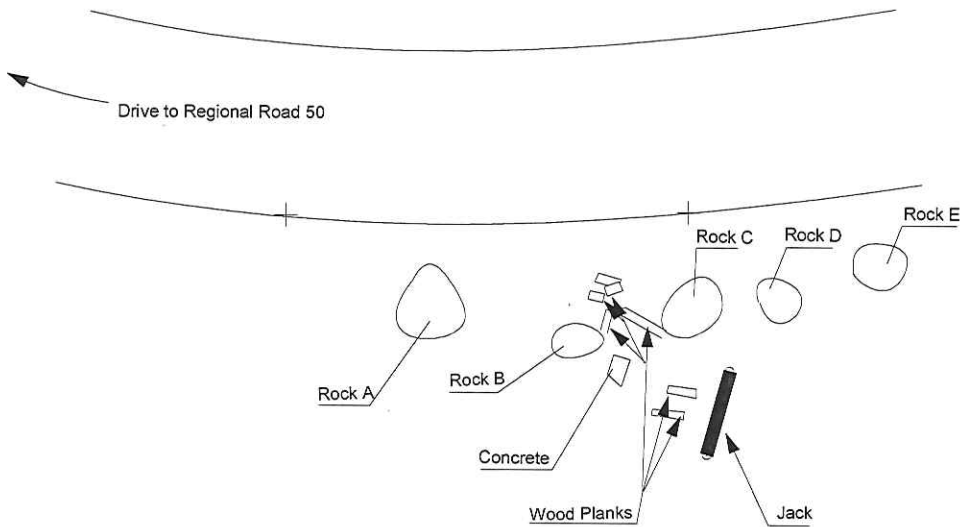 Drive to Regional Road 50
Rock E
Rock C
Rock D
Rock A
Rock B
Concrete
Wood Planks
Jack